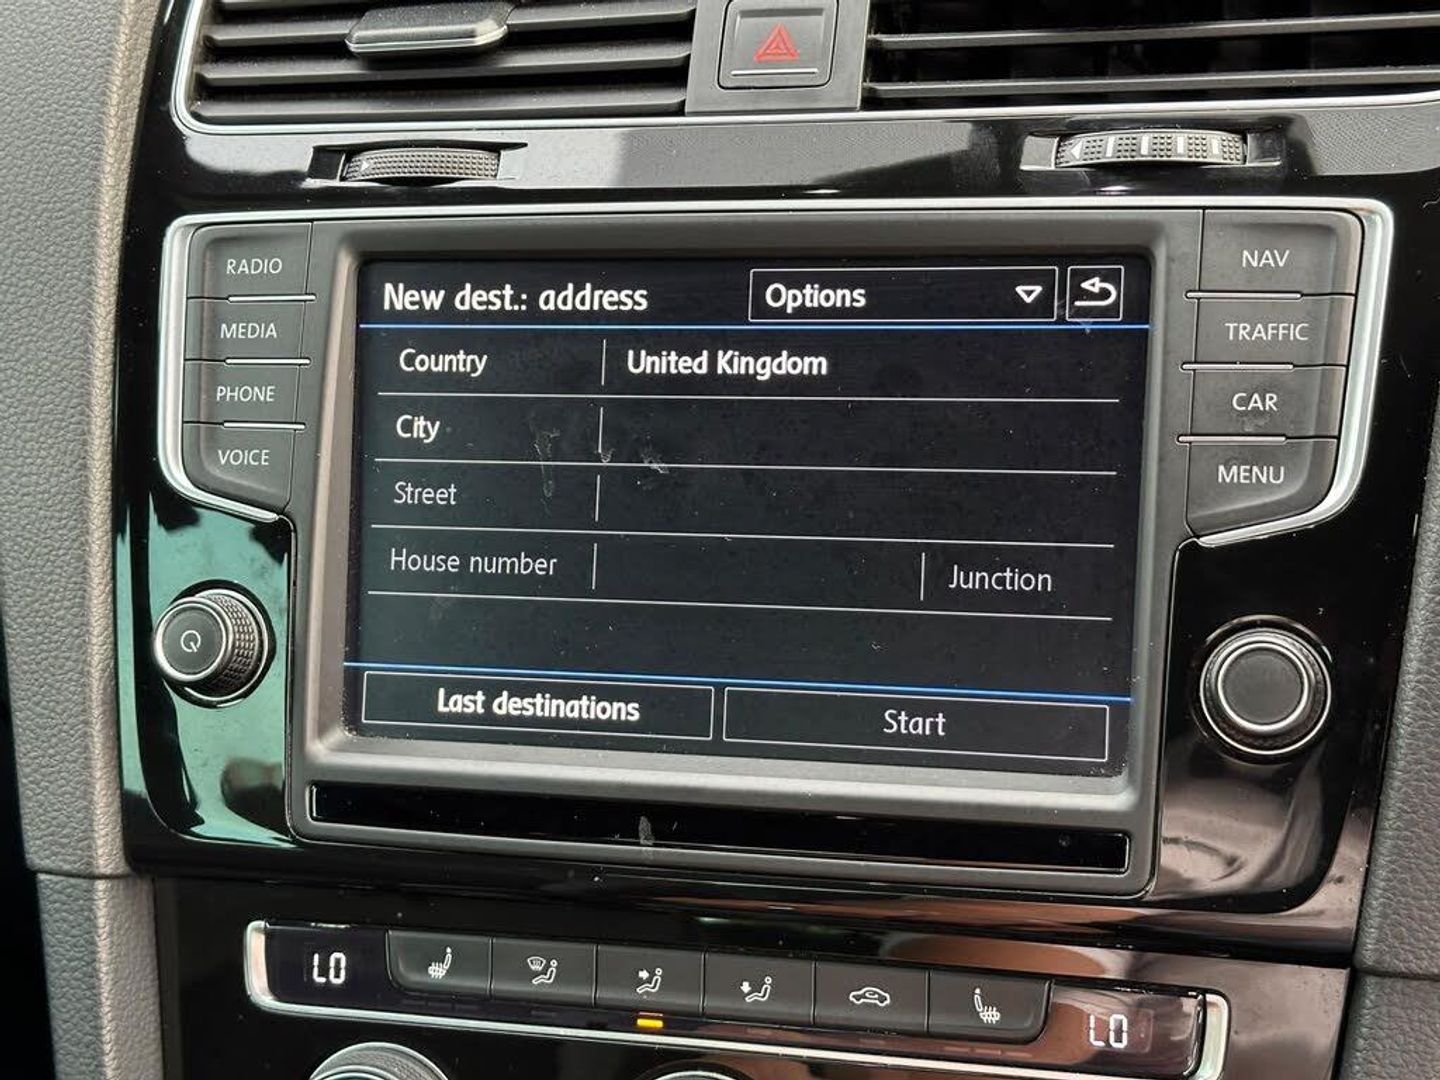 RADIO
MEDIA
PHONE
VOICE
New dest.: address
Options
Country
United Kingdom
City
Street
House number
Junction
Last destinations
Start
NAV
TRAFFIC
CAR
MENU
LO
LO